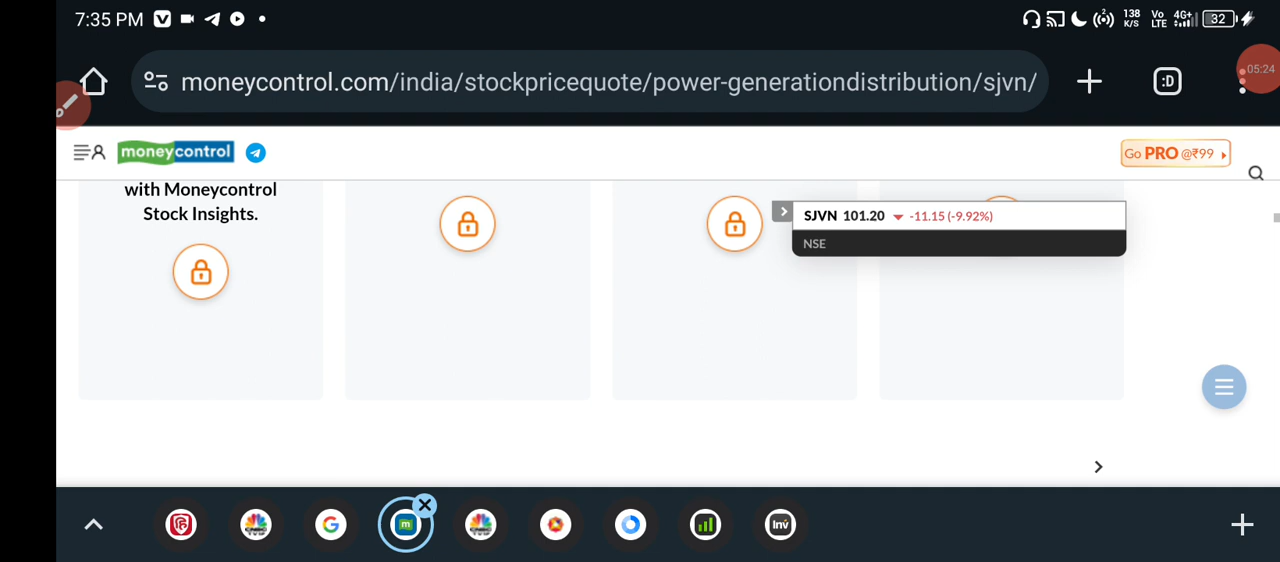 7:35 PM
138 K/S Vo LTE 4G+ 32
moneycontrol.com/india/stockpricequote/power-generationdistribution/sjvn/
:D
05:24
moneycontrol
Go PRO @₹99
with Moneycontrol
Stock Insights.
SJVN 101.20 -11.15 (-9.92%)
NSE
m
Inv